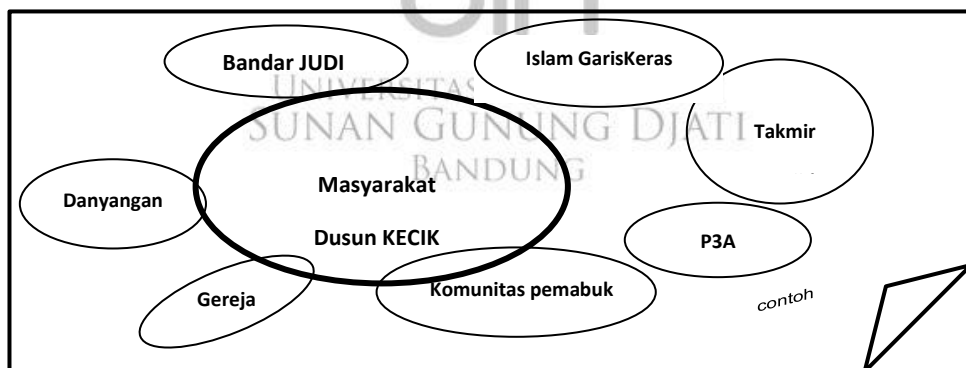 UNIVERSITAS
SUNAN GUNUNG DJATI
BANDUNG
Bandar JUDI
Islam GarisKeras
Takmir
Masyarakat
Dusun KECIK
Danyangan
P3A
Gereja
Komunitas pemabuk
contoh